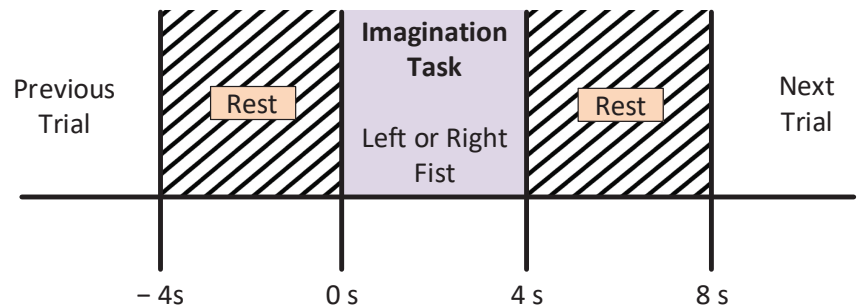 Previous
Trial
Rest
Imagination
Task
Left or Right
Fist
Rest
Next
Trial
− 4s
0 s
4 s
8 s